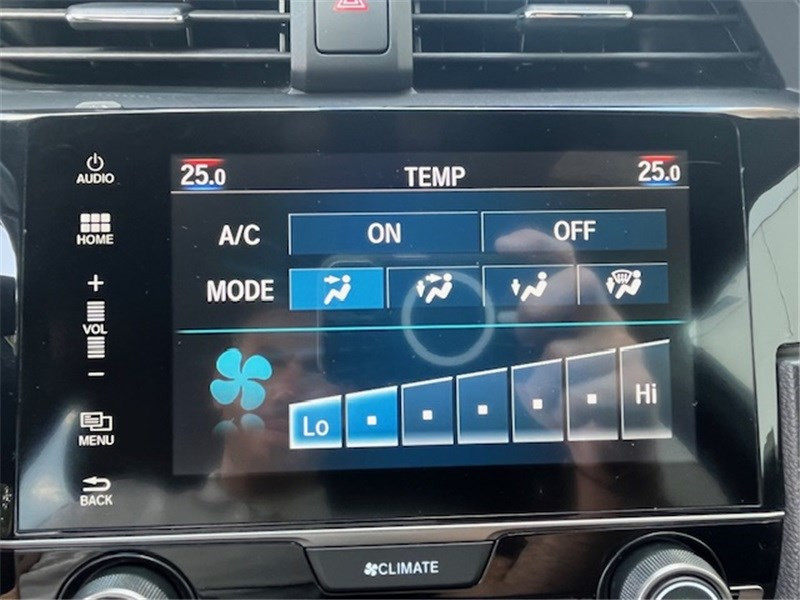 AUDIO
HOME
+
VOL
−
MENU
BACK
25.0 TEMP 25.0
A/C ON OFF
MODE
Lo Hi
CLIMATE